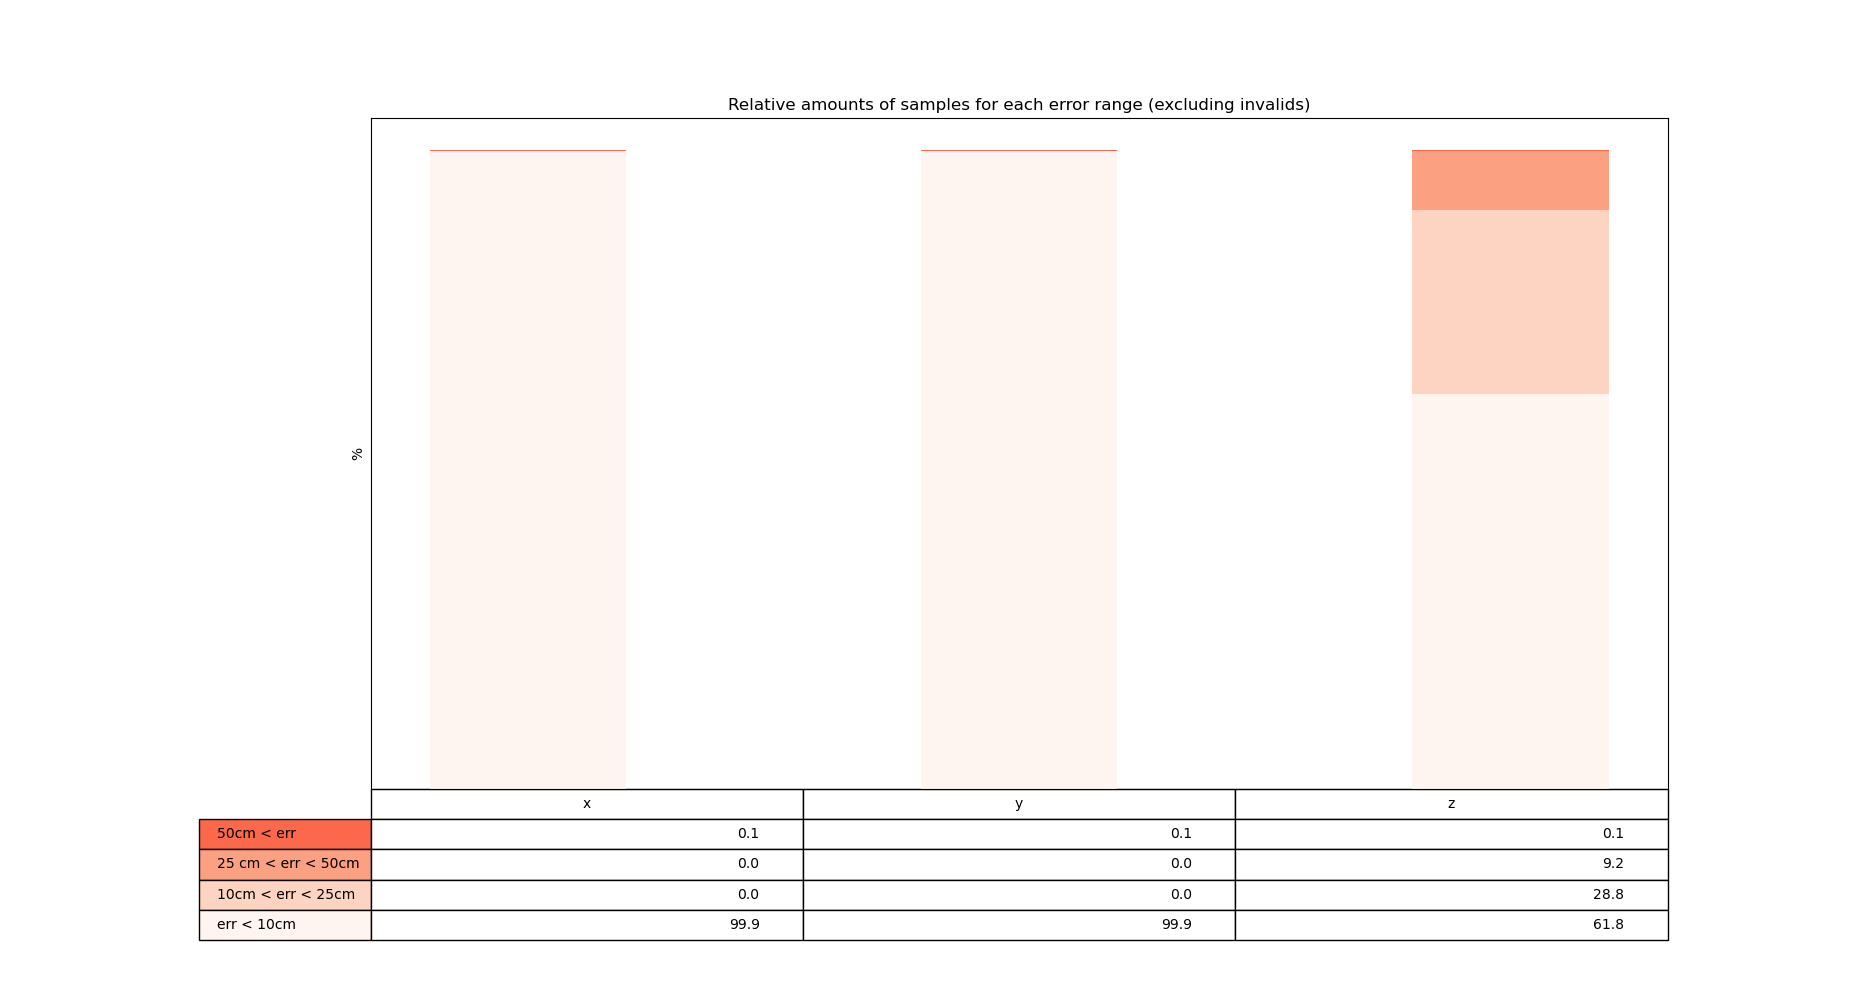 Relative amounts of samples for each error range (excluding invalids)
%
x y z
50cm < err 0.1 0.1 0.1
25 cm < err < 50cm 0.0 0.0 9.2
10cm < err < 25cm 0.0 0.0 28.8
err < 10cm 99.9 99.9 61.8